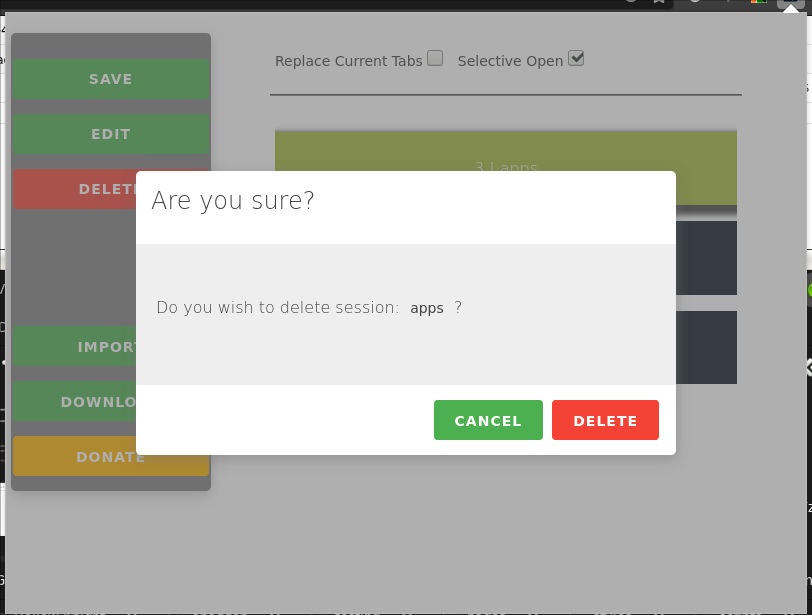 Replace Current Tabs Selective Open
SAVE
EDIT
3 | apps
DELET
Are you sure?
Do you wish to delete session: apps ?
IMPORT
DOWNLO
CANCEL DELETE
DONATE